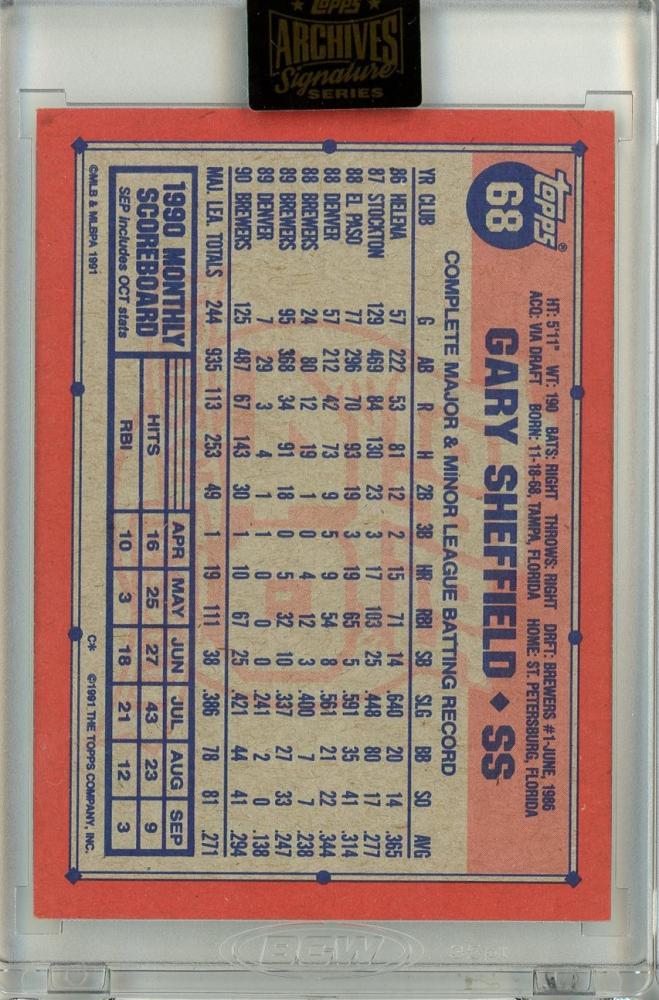 TOPPS
ARCHIVES
Signature
SERIES
topps®
68
HT: 5'11" WT: 190 BATS: RIGHT THROWS: RIGHT DRFT: BREWERS #1-JUNE, 1986
ACQ: VIA DRAFT BORN: 11-18-68, TAMPA, FLORIDA HOME: ST. PETERSBURG, FLORIDA
GARY SHEFFIELD ♦ SS
COMPLETE MAJOR & MINOR LEAGUE BATTING RECORD
YR CLUB G AB R H 2B 3B HR RBI SB SLG BB SO AVG
86 HELENA 57 222 53 81 12 2 15 71 14 .640 20 14 .365
87 STOCKTON 129 469 84 130 23 3 17 103 25 .448 80 17 .277
88 EL PASO 77 296 70 93 19 3 19 65 5 .591 35 41 .314
88 DENVER 57 212 42 73 9 5 9 54 8 .561 21 22 .344
88 BREWERS 24 80 12 19 1 0 4 12 3 .400 7 7 .238
89 BREWERS 95 368 34 91 18 0 5 32 10 .337 27 33 .247
89 DENVER 7 29 3 4 1 1 0 0 0 .241 2 0 .138
90 BREWERS 125 487 67 143 30 1 10 67 25 .421 44 41 .294
MAJ. LEA. TOTALS 244 935 113 253 49 1 19 111 38 .386 78 81 .271
1990 MONTHLY
SCOREBOARD
SEP includes OCT stats
APR MAY JUN JUL AUG SEP
HITS 16 25 27 43 23 9
RBI 10 3 18 21 12 3
©MLB & MLBPA 1991 C* ©1991 THE TOPPS COMPANY, INC.
BCW